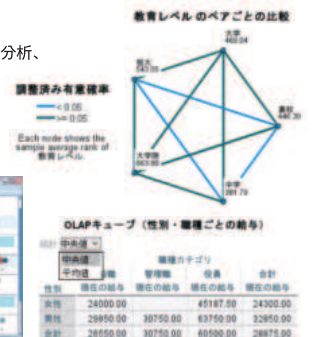 教育レベル のペアごとの比較
分析、
大学
調整済み有意確率
< 0.05
>= 0.05
Each node shows the
sample average rank of
教育レベル.
大学院
中学
OLAPキューブ（性別・職種ごとの給与）
中央値
職種カテゴリ
中央値
平均値
管理職 役員 合計
性別 現在の給与 現在の給与 現在の給与 現在の給与
女性 24000.00 45187.50 24300.00
男性 29850.00 30750.00 63750.00 32850.00
合計 26550.00 30750.00 60500.00 28875.00